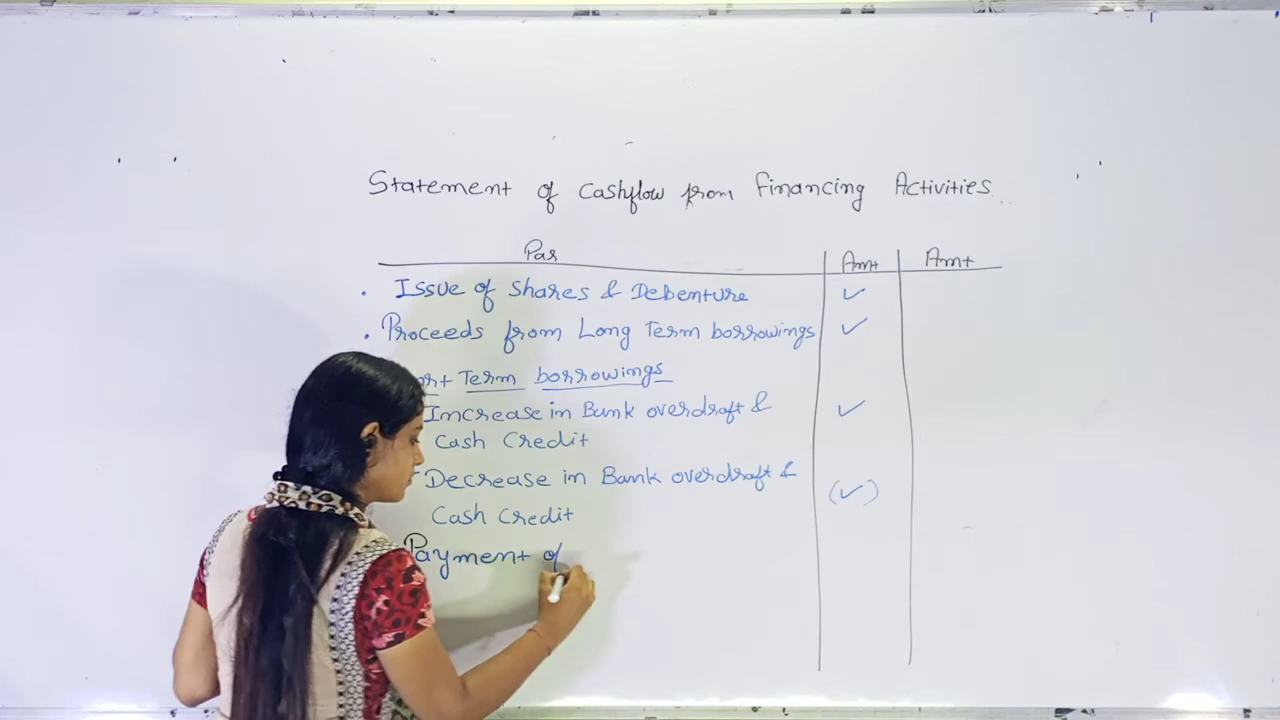 Statement of Cashflow from Financing Activities
Par Amt Amt
• Issue of Shares & Debenture ✓
• Proceeds from Long Term borrowings ✓
Term borrowings
Increase in Bank overdraft & ✓
Cash Credit
Decrease in Bank overdraft & (✓)
Cash Credit
Payment of